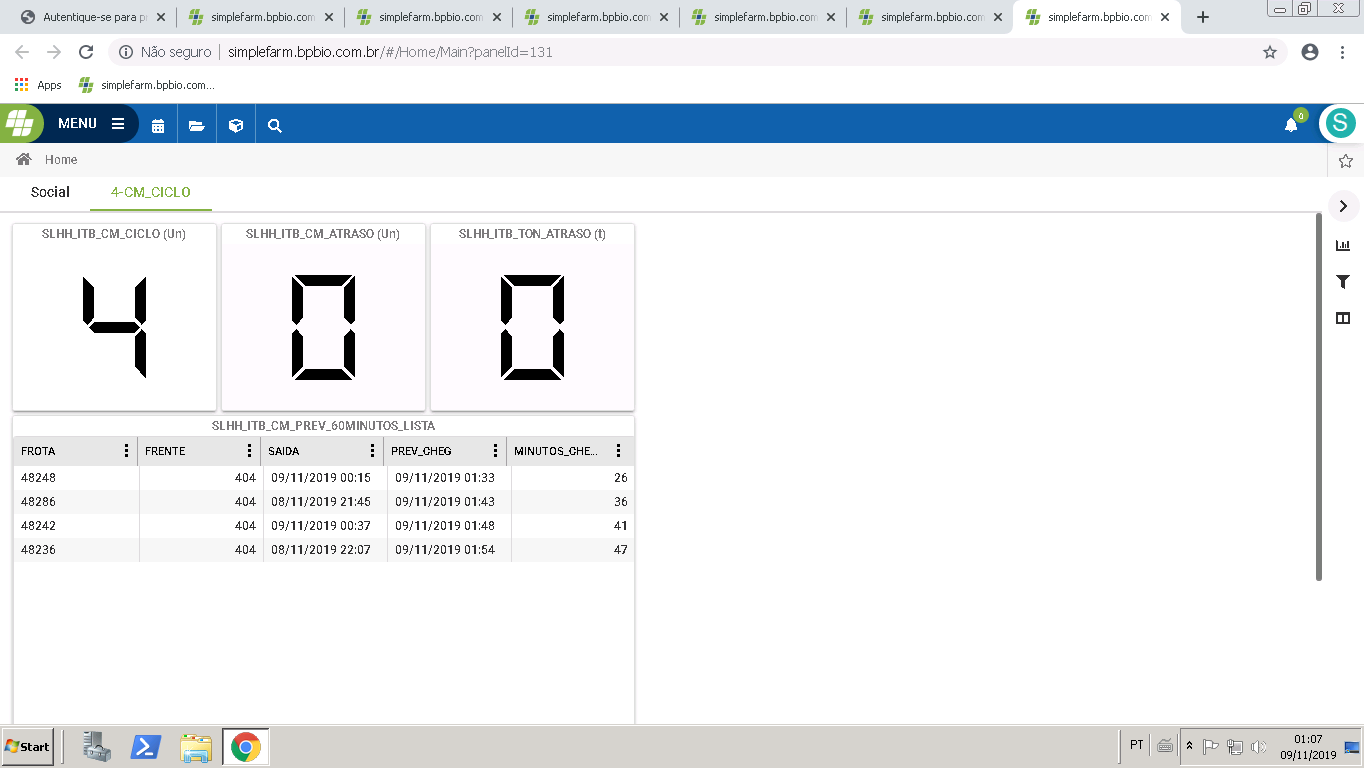 Autentique-se para p
simplefarm.bpbio.com.
simplefarm.bpbio.com.
simplefarm.bpbio.com.
simplefarm.bpbio.com.
simplefarm.bpbio.com.
simplefarm.bpbio.com
Não seguro | simplefarm.bpbio.com.br/#/Home/Main?panelId=131
Apps simplefarm.bpbio.com...
MENU
0
S
Home
Social 4-CM_CICLO
SLHH_ITB_CM_CICLO (Un) SLHH_ITB_CM_ATRASO (Un) SLHH_ITB_TON_ATRASO (t)
4 0 0
SLHH_ITB_CM_PREV_60MINUTOS_LISTA
FROTA FRENTE SAIDA PREV_CHEG MINUTOS_CHE...
48248 404 09/11/2019 00:15 09/11/2019 01:33 26
48286 404 08/11/2019 21:45 09/11/2019 01:43 36
48242 404 09/11/2019 00:37 09/11/2019 01:48 41
48236 404 08/11/2019 22:07 09/11/2019 01:54 47
Start PT 01:07
09/11/2019